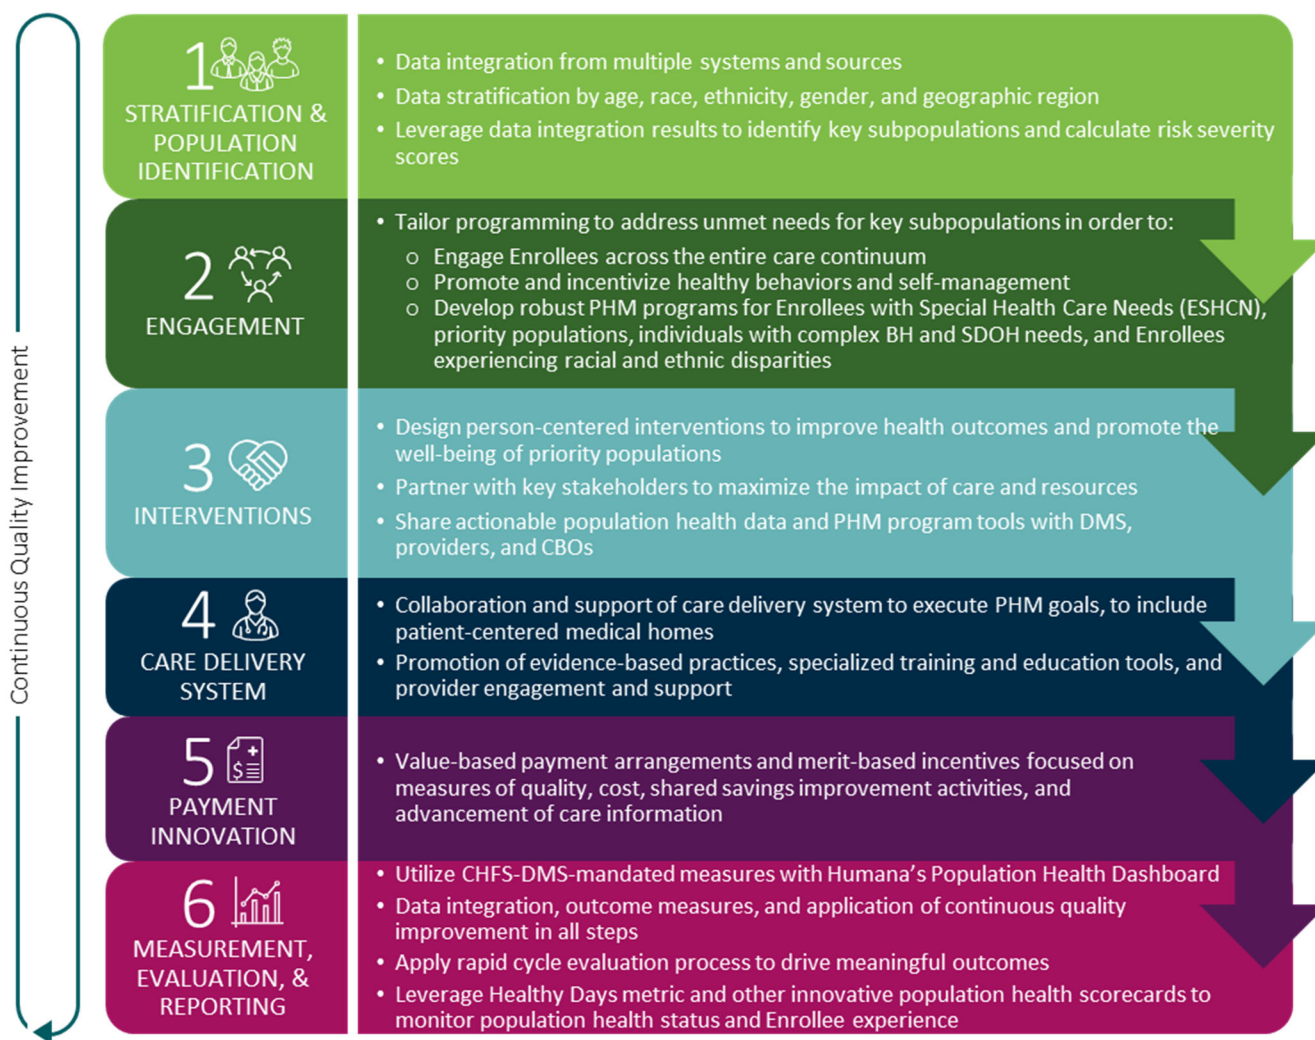 Continuous Quality Improvement
1
STRATIFICATION &
POPULATION
IDENTIFICATION
• Data integration from multiple systems and sources
• Data stratification by age, race, ethnicity, gender, and geographic region
• Leverage data integration results to identify key subpopulations and calculate risk severity
scores
2
ENGAGEMENT
• Tailor programming to address unmet needs for key subpopulations in order to:
o Engage Enrollees across the entire care continuum
o Promote and incentivize healthy behaviors and self-management
o Develop robust PHM programs for Enrollees with Special Health Care Needs (ESHCN),
priority populations, individuals with complex BH and SDOH needs, and Enrollees
experiencing racial and ethnic disparities
3
INTERVENTIONS
• Design person-centered interventions to improve health outcomes and promote the
well-being of priority populations
• Partner with key stakeholders to maximize the impact of care and resources
• Share actionable population health data and PHM program tools with DMS,
providers, and CBOs
4
CARE DELIVERY
SYSTEM
• Collaboration and support of care delivery system to execute PHM goals, to include
patient-centered medical homes
• Promotion of evidence-based practices, specialized training and education tools, and
provider engagement and support
5
PAYMENT
INNOVATION
• Value-based payment arrangements and merit-based incentives focused on
measures of quality, cost, shared savings improvement activities, and
advancement of care information
6
MEASUREMENT,
EVALUATION, &
REPORTING
• Utilize CHFS-DMS-mandated measures with Humana’s Population Health Dashboard
• Data integration, outcome measures, and application of continuous quality
improvement in all steps
• Apply rapid cycle evaluation process to drive meaningful outcomes
• Leverage Healthy Days metric and other innovative population health scorecards to
monitor population health status and Enrollee experience